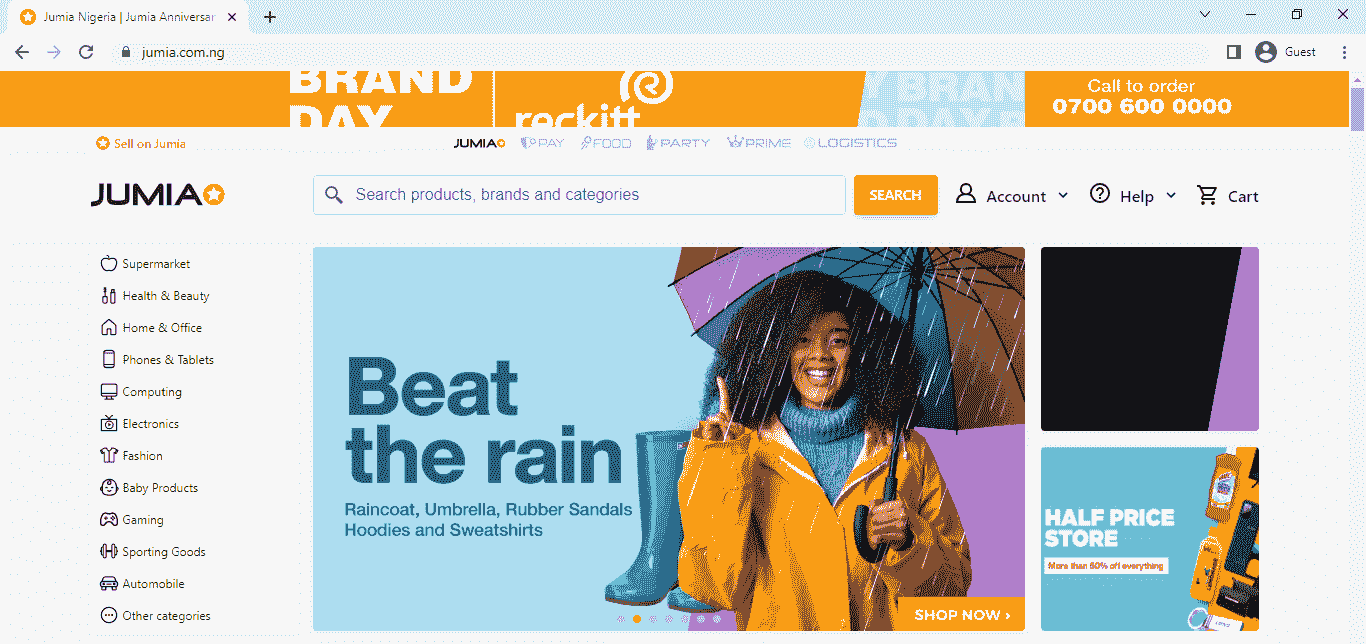 Jumia Nigeria | Jumia Anniversar
jumia.com.ng
Guest
BRAND
DAY
reckitt
Call to order
0700 600 0000
Sell on Jumia
JUMIA PAY FOOD PARTY PRIME LOGISTICS
JUMIA
Search products, brands and categories
SEARCH
Account
Help
Cart
Supermarket
Health & Beauty
Home & Office
Phones & Tablets
Computing
Electronics
Fashion
Baby Products
Gaming
Sporting Goods
Automobile
Other categories
Beat
the rain
Raincoat, Umbrella, Rubber Sandals
Hoodies and Sweatshirts
SHOP NOW ›
HALF PRICE
STORE
More than 50% off everything